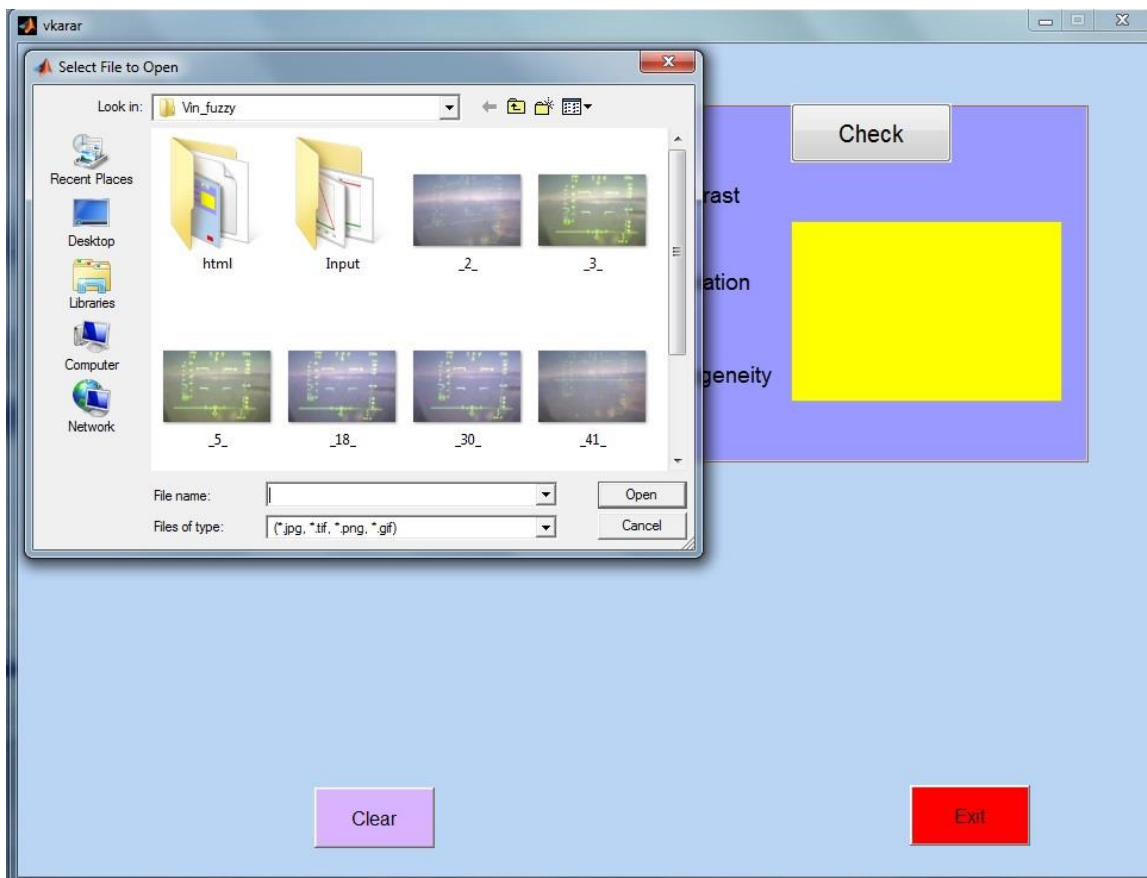 vkarar
Select File to Open
Look in: Vin_fuzzy
Recent Places
Desktop
Libraries
Computer
Network
html Input _2_ _3_
_5_ _18_ _30_ _41_
File name: Open
Files of type: (*.jpg, *.tif, *.png, *.gif) Cancel
Check
rast
ation
geneity
Clear Exit